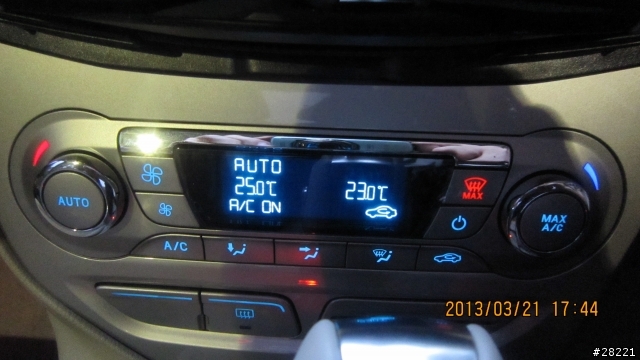 AUTO
25.0℃ 23.0℃
A/C ON
MAX
AUTO
MAX
A/C
A/C
2013/03/21 17:44
#28221